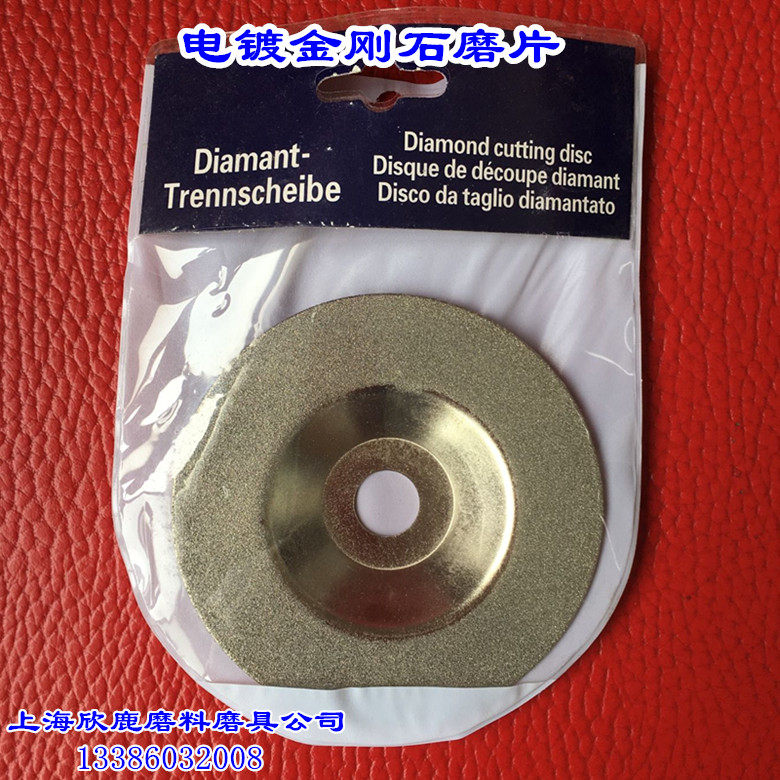 电镀金刚石磨片
Diamant-
Trennscheibe
Diamond cutting disc
Disque de découpe diamant
Disco da taglio diamantato
上海欣鹿磨料磨具公司
13386032008